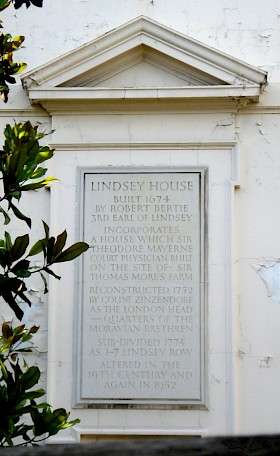 LINDSEY HOUSE
BUILT 1674
BY ROBERT BERTIE
3RD EARL OF LINDSEY
INCORPORATES
A HOUSE WHICH SIR
THEODORE MAYERNE
COURT PHYSICIAN BUILT
ON THE SITE OF SIR
THOMAS MORE'S FARM
RECONSTRUCTED 1752
BY COUNT ZINZENDORF
AS THE LONDON HEAD
—QUARTERS OF THE
MORAVIAN BRETHREN
SUB-DIVIDED 1774
AS 1-7 LINDSEY ROW
ALTERED IN THE
19TH CENTURY AND
AGAIN IN 1952